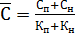 C̅ = (Сп + Сн) / (Кп + Кн)